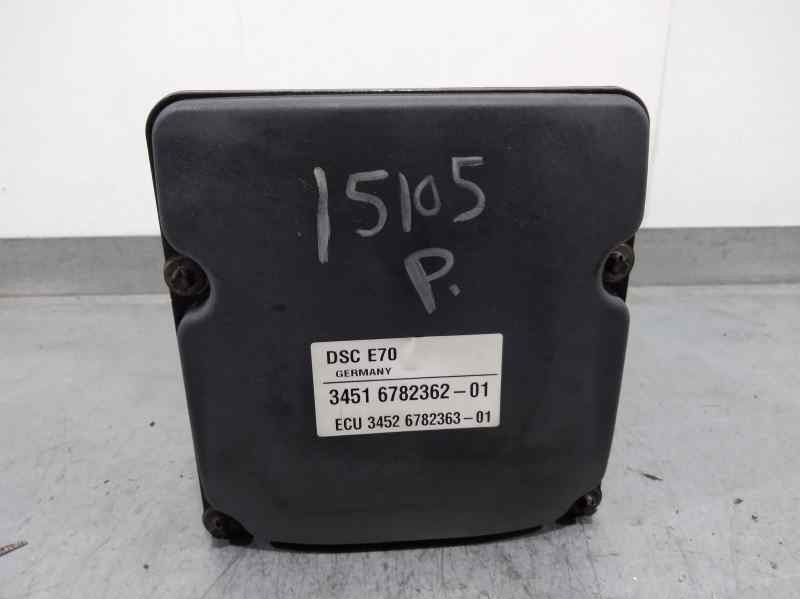 15105
P.
DSC E70
GERMANY
3451 6782362-01
ECU 3452 6782363-01